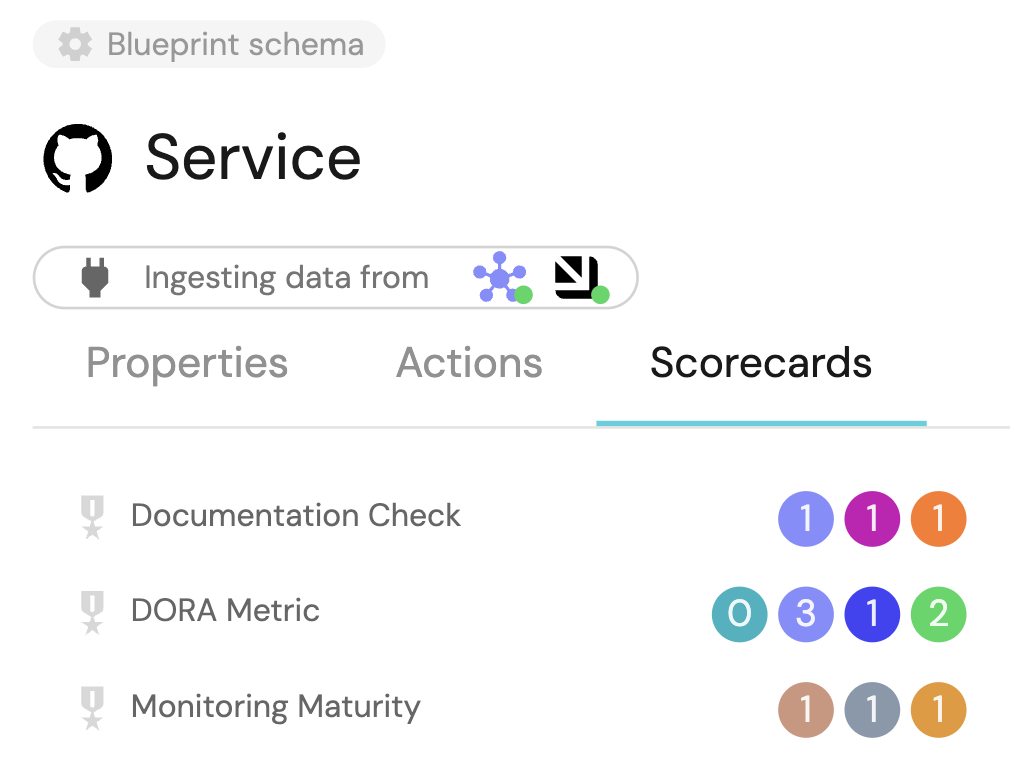 Blueprint schema
Service
Ingesting data from
Properties Actions Scorecards
Documentation Check 1 1 1
DORA Metric 0 3 1 2
Monitoring Maturity 1 1 1